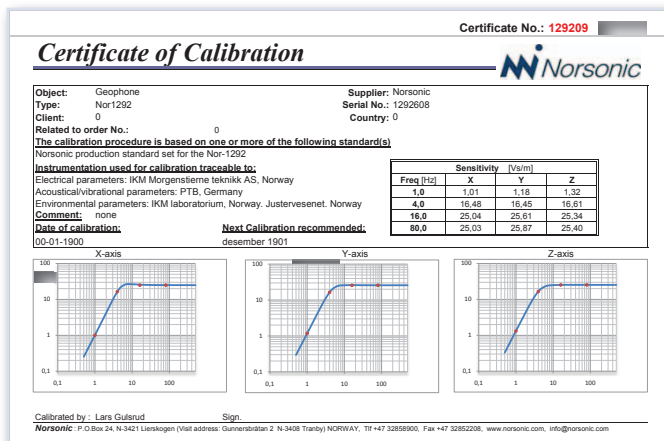 Certificate No.: 129209
Certificate of Calibration
Norsonic
Object: Geophone Supplier: Norsonic
Type: Nor1292 Serial No.: 1292608
Client: 0 Country: 0
Related to order No.: 0
The calibration procedure is based on one or more of the following standard(s)
Norsonic production standard set for the Nor-1292
Instrumentation used for calibration traceable to:
Electrical parameters: IKM Morgenstierne teknikk AS, Norway
Acoustical/vibrational parameters: PTB, Germany
Environmental parameters: IKM laboratorium, Norway. Justervesenet. Norway
Comment: none
Date of calibration: Next Calibration recommended:
00-01-1900 desember 1901
Sensitivity [Vs/m]
Freq [Hz] X Y Z
1,0 1,01 1,18 1,32
4,0 16,48 16,45 16,61
16,0 25,04 25,61 25,34
80,0 25,03 25,87 25,40
X-axis
100
10
1
0,1
0,1 1 10 100
Y-axis
100
10
1
0,1
0,1 1 10 100
Z-axis
100
10
1
0,1
0,1 1 10 100
Calibrated by : Lars Gulsrud Sign.
Norsonic : P.O.Box 24, N-3421 Lierskogen (Visit address: Gunnersbråtan 2 N-3408 Tranby) NORWAY, Tlf +47 32858900, Fax +47 32852208, www.norsonic.com, info@norsonic.com